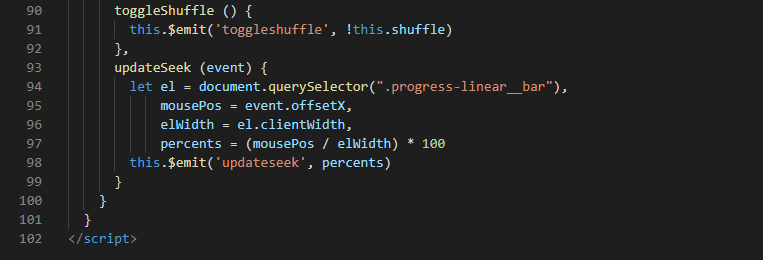 90 toggleShuffle () {
91 this.$emit('toggleshuffle', !this.shuffle)
92 },
93 updateSeek (event) {
94 let el = document.querySelector(".progress-linear__bar"),
95 mousePos = event.offsetX,
96 elWidth = el.clientWidth,
97 percents = (mousePos / elWidth) * 100
98 this.$emit('updateseek', percents)
99 }
100 }
101 }
102 </script>